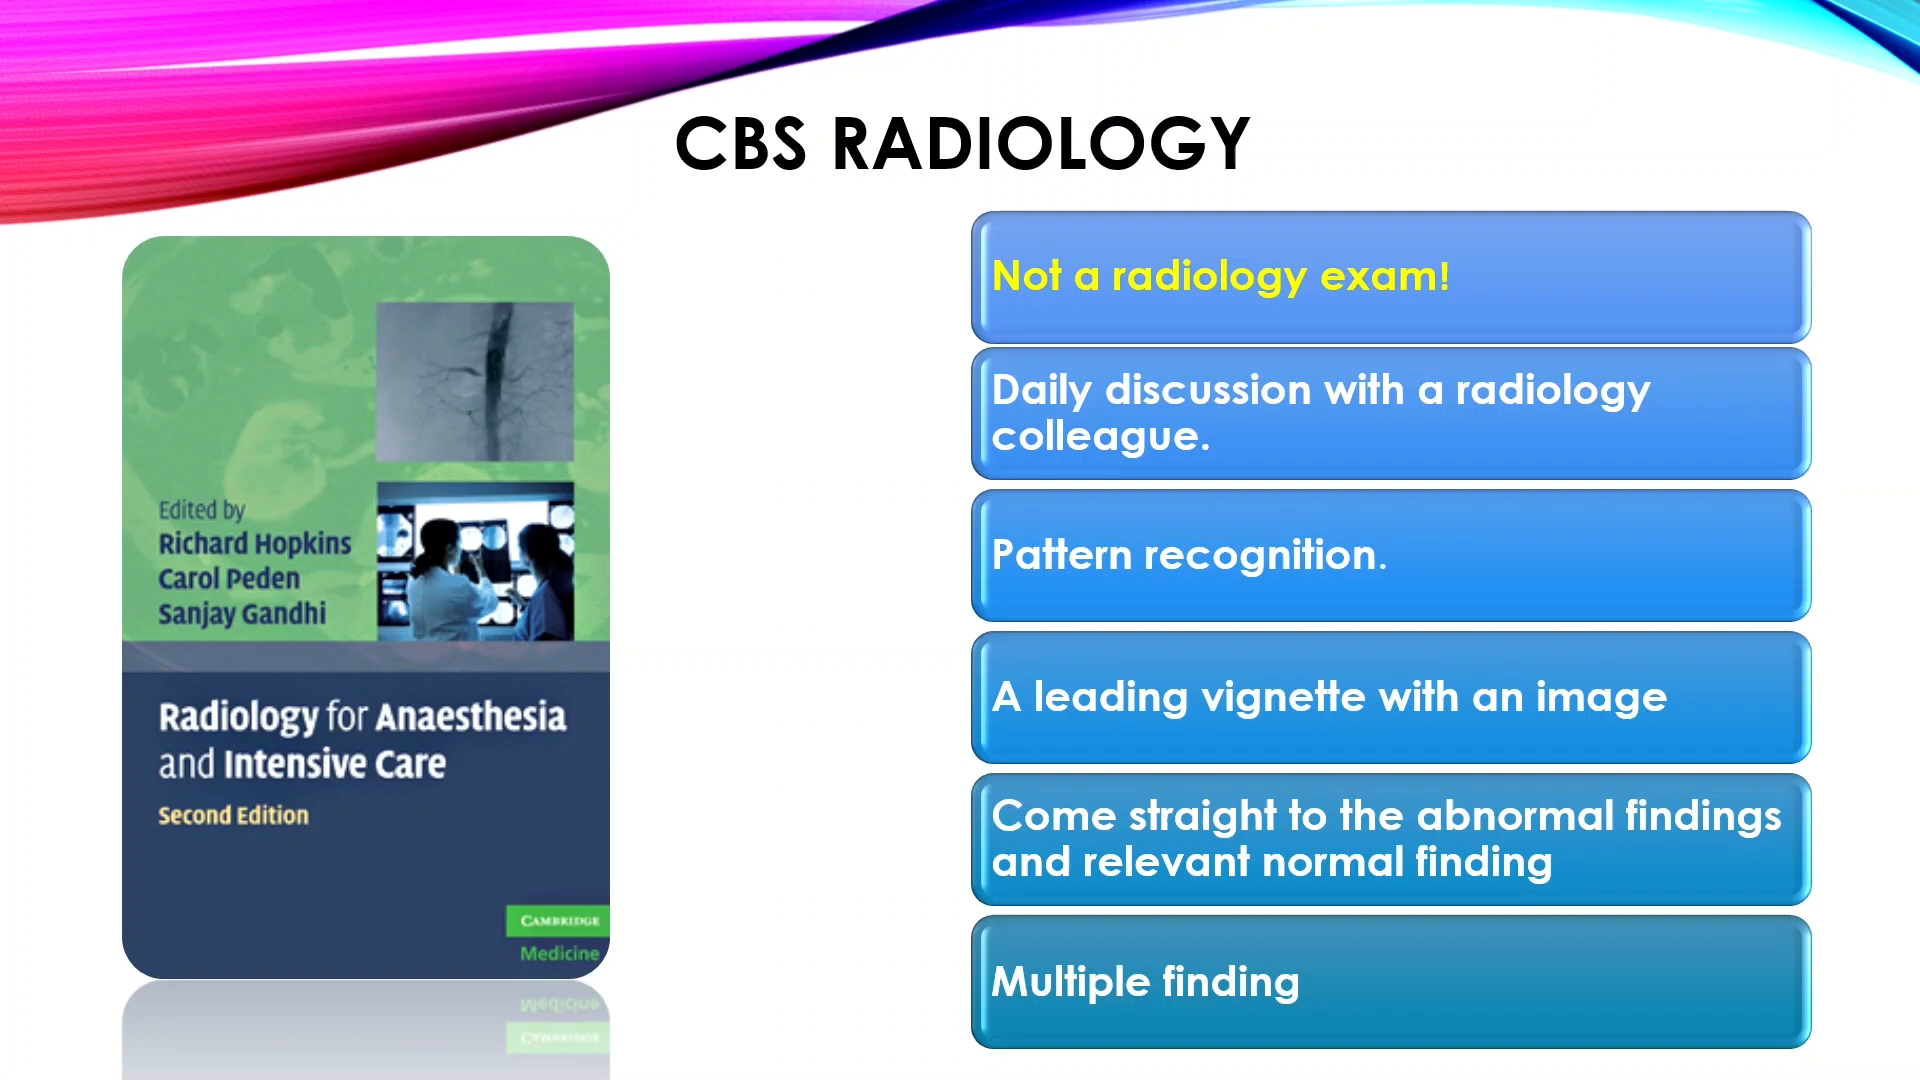 CBS RADIOLOGY
Edited by
Richard Hopkins
Carol Peden
Sanjay Gandhi
Radiology for Anaesthesia
and Intensive Care
Second Edition
CAMBRIDGE
Medicine
Not a radiology exam!
Daily discussion with a radiology
colleague.
Pattern recognition.
A leading vignette with an image
Come straight to the abnormal findings
and relevant normal finding
Multiple finding